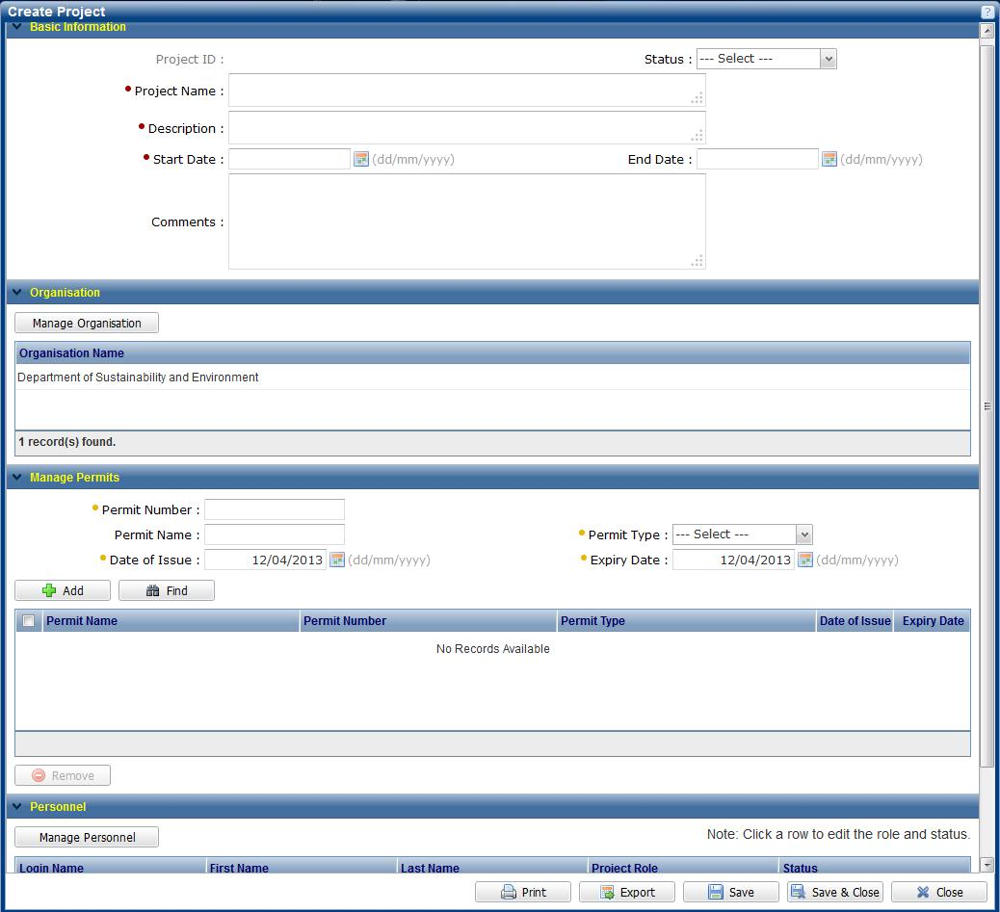 Create Project
?
Basic Information
Project ID : Status : --- Select ---
Project Name :
Description :
Start Date : (dd/mm/yyyy) End Date : (dd/mm/yyyy)
Comments :
Organisation
Manage Organisation
Organisation Name
Department of Sustainability and Environment
1 record(s) found.
Manage Permits
Permit Number :
Permit Name : Permit Type : --- Select ---
Date of Issue : 12/04/2013 (dd/mm/yyyy) Expiry Date : 12/04/2013 (dd/mm/yyyy)
Add Find
Permit Name Permit Number Permit Type Date of Issue Expiry Date
No Records Available
Remove
Personnel
Manage Personnel Note: Click a row to edit the role and status.
Login Name First Name Last Name Project Role Status
Print Export Save Save & Close Close